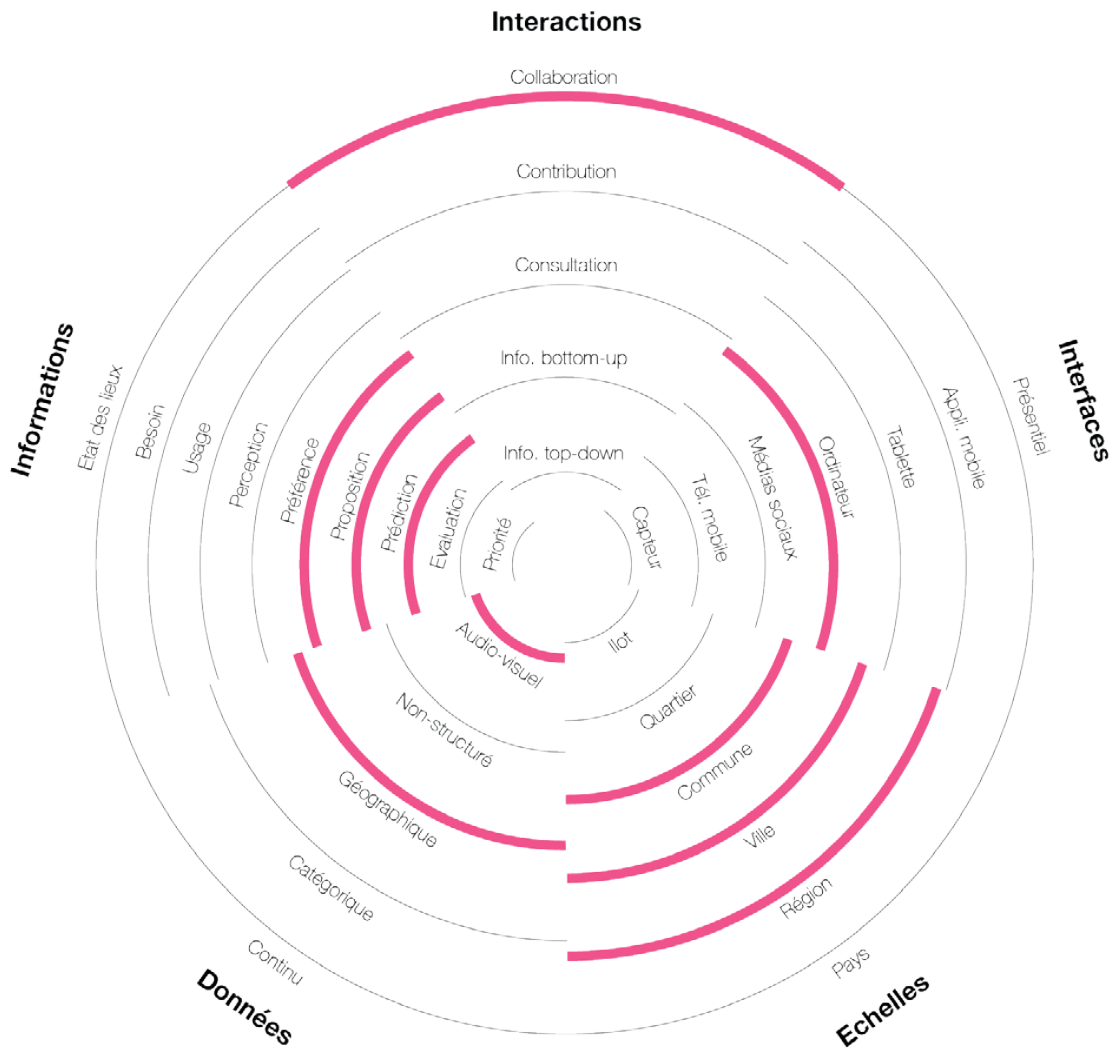 Interactions
Collaboration
Contribution
Consultation
Info. bottom-up
Info. top-down
Informations
Etat des lieux
Besoin
Usage
Perception
Préférence
Proposition
Prédiction
Evaluation
Priorité
Interfaces
Présentiel
Appli. mobile
Tablette
Ordinateur
Médias sociaux
Tél. mobile
Capteur
Données
Audio-visuel
Non-structuré
Géographique
Catégorique
Continu
Echelles
Ilot
Quartier
Commune
Ville
Région
Pays